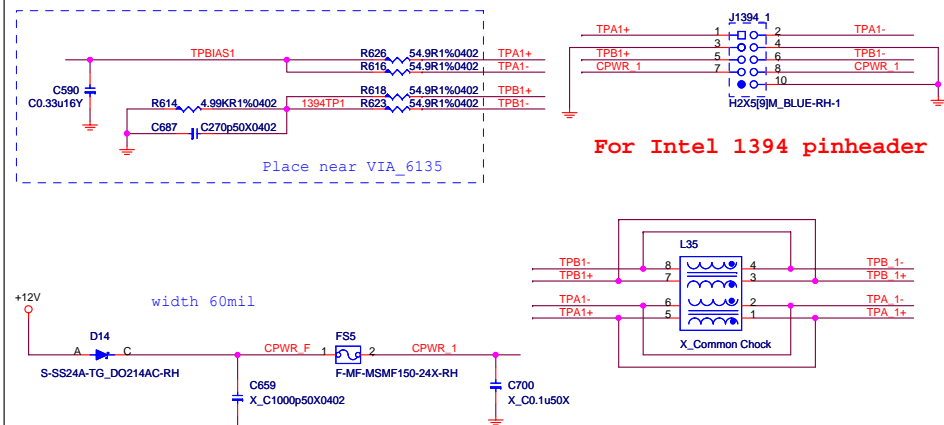 TPBIAS1
R626 54.9R1%0402 TPA1+
R616 54.9R1%0402 TPA1-
C590
C0.33u16Y
R618 54.9R1%0402 TPB1+
R614 4.99KR1%0402 1394TP1 R623 54.9R1%0402 TPB1-
C687 C270p50X0402
Place near VIA_6135
J1394_1
TPA1+ 1 2 TPA1-
3 4
TPB1+ 5 6 TPB1-
CPWR_1 7 8 CPWR_1
10
H2X5[9]M_BLUE-RH-1
For Intel 1394 pinheader
L35
TPB1- 8 4 TPB_1-
TPB1+ 7 3 TPB_1+
TPA1- 6 2 TPA_1-
TPA1+ 5 1 TPA_1+
X_Common Chock
+12V
width 60mil
D14
A C
S-SS24A-TG_DO214AC-RH
FS5
CPWR_F 1 2 CPWR_1
F-MF-MSMF150-24X-RH
C659
X_C1000p50X0402
C700
X_C0.1u50X